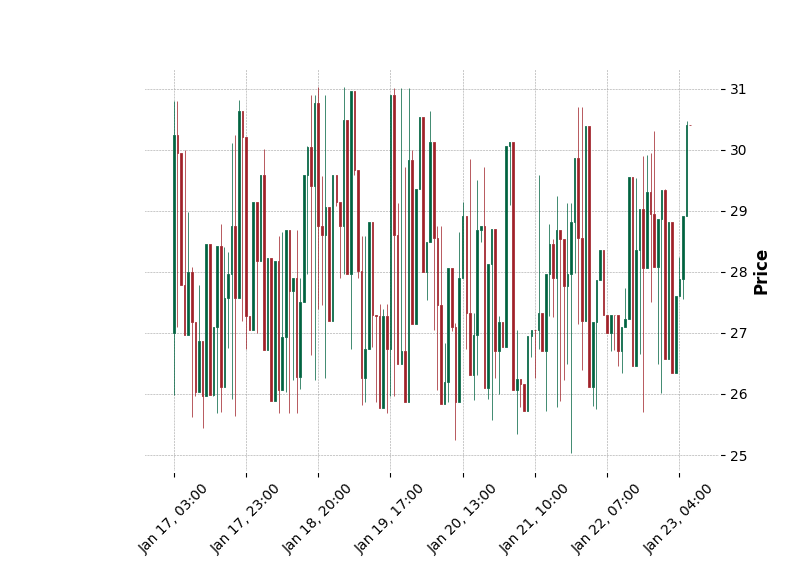 31
30
29
28
27
26
25
Price
Jan 17, 03:00
Jan 17, 23:00
Jan 18, 20:00
Jan 19, 17:00
Jan 20, 13:00
Jan 21, 10:00
Jan 22, 07:00
Jan 23, 04:00